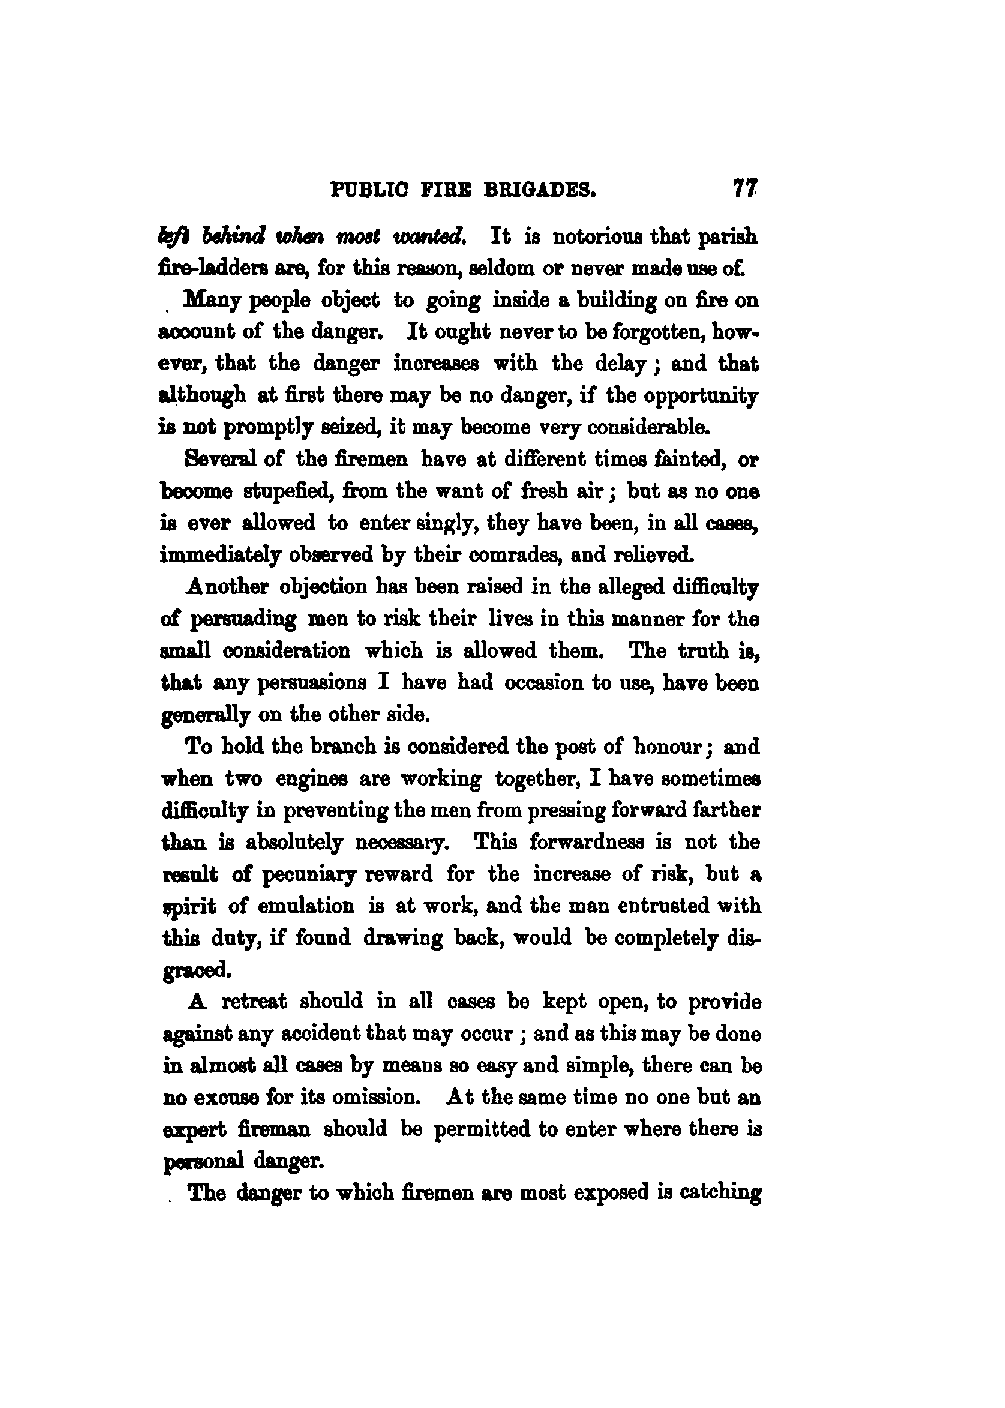 PUBLIC FIRE BRIGADES. 77
left behind when most wanted. It is notorious that parish
fire-ladders are, for this reason, seldom or never made use of.
Many people object to going inside a building on fire on
account of the danger. It ought never to be forgotten, how-
ever, that the danger increases with the delay; and that
although at first there may be no danger, if the opportunity
is not promptly seized, it may become very considerable.
Several of the firemen have at different times fainted, or
become stupefied, from the want of fresh air; but as no one
is ever allowed to enter singly, they have been, in all cases,
immediately observed by their comrades, and relieved.
Another objection has been raised in the alleged difficulty
of persuading men to risk their lives in this manner for the
small consideration which is allowed them. The truth is,
that any persuasions I have had occasion to use, have been
generally on the other side.
To hold the branch is considered the post of honour; and
when two engines are working together, I have sometimes
difficulty in preventing the men from pressing forward farther
than is absolutely necessary. This forwardness is not the
result of pecuniary reward for the increase of risk, but a
spirit of emulation is at work, and the man entrusted with
this duty, if found drawing back, would be completely dis-
graced.
A retreat should in all cases be kept open, to provide
against any accident that may occur; and as this may be done
in almost all cases by means so easy and simple, there can be
no excuse for its omission. At the same time no one but an
expert fireman should be permitted to enter where there is
personal danger.
The danger to which firemen are most exposed is catching